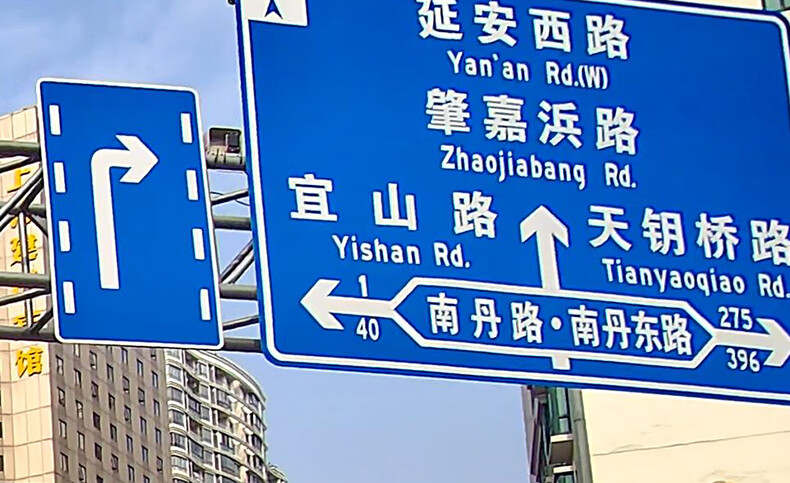 延安西路
Yan'an Rd.(W)
肇嘉浜路
Zhaojiabang Rd.
宜山路
Yishan Rd.
天钥桥路
Tianyaoqiao Rd.
1
40
南丹路·南丹东路
275
396
馆